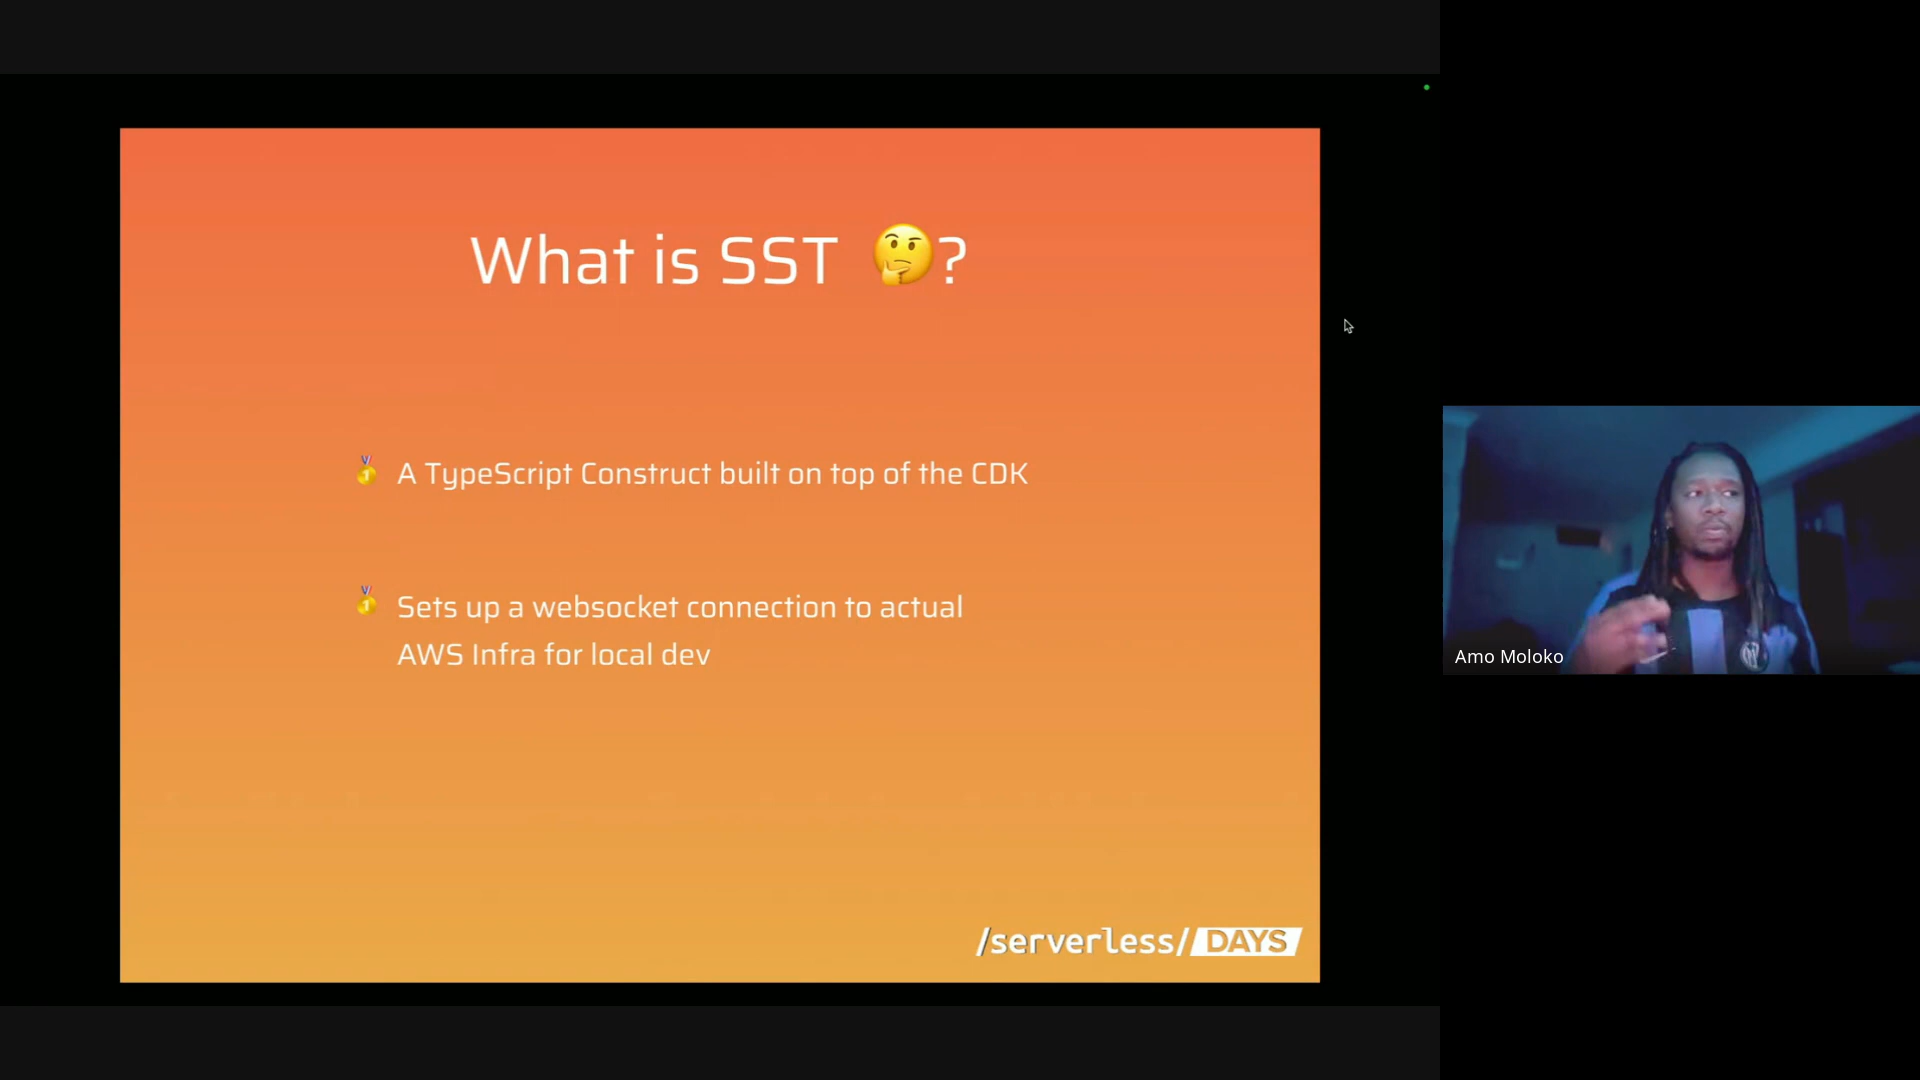 What is SST 🤔?
A TypeScript Construct built on top of the CDK
Sets up a websocket connection to actual
AWS Infra for local dev
/serverless//DAYS
Amo Moloko